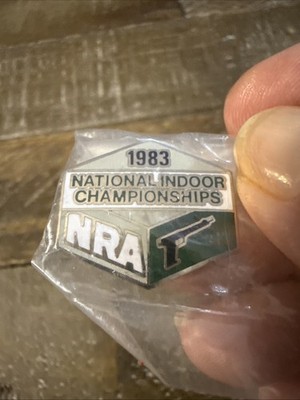 1983
NATIONAL INDOOR
CHAMPIONSHIPS
NRA